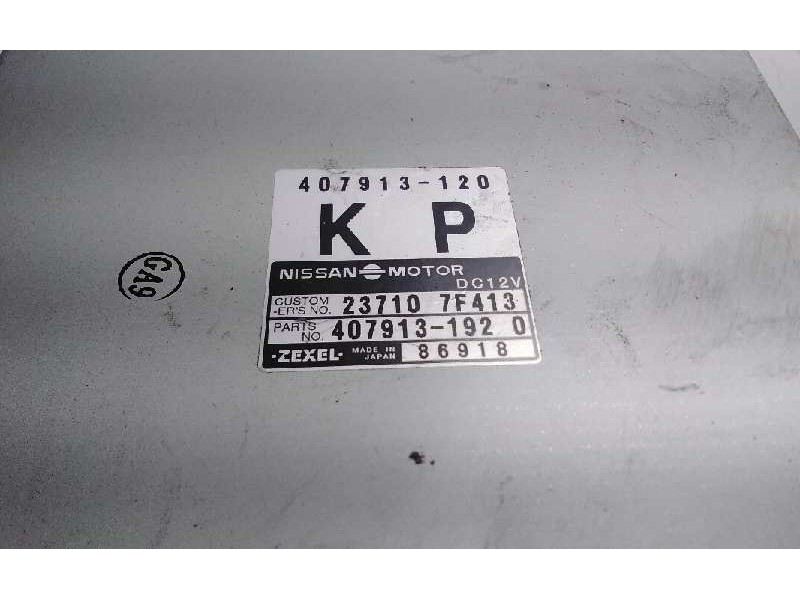 407913-120
K P
NISSAN MOTOR
DC12V
CUSTOM -ER'S NO. 23710 7F413
PARTS NO. 407913-192 0
·ZEXEL· MADE IN JAPAN 86918
GA9